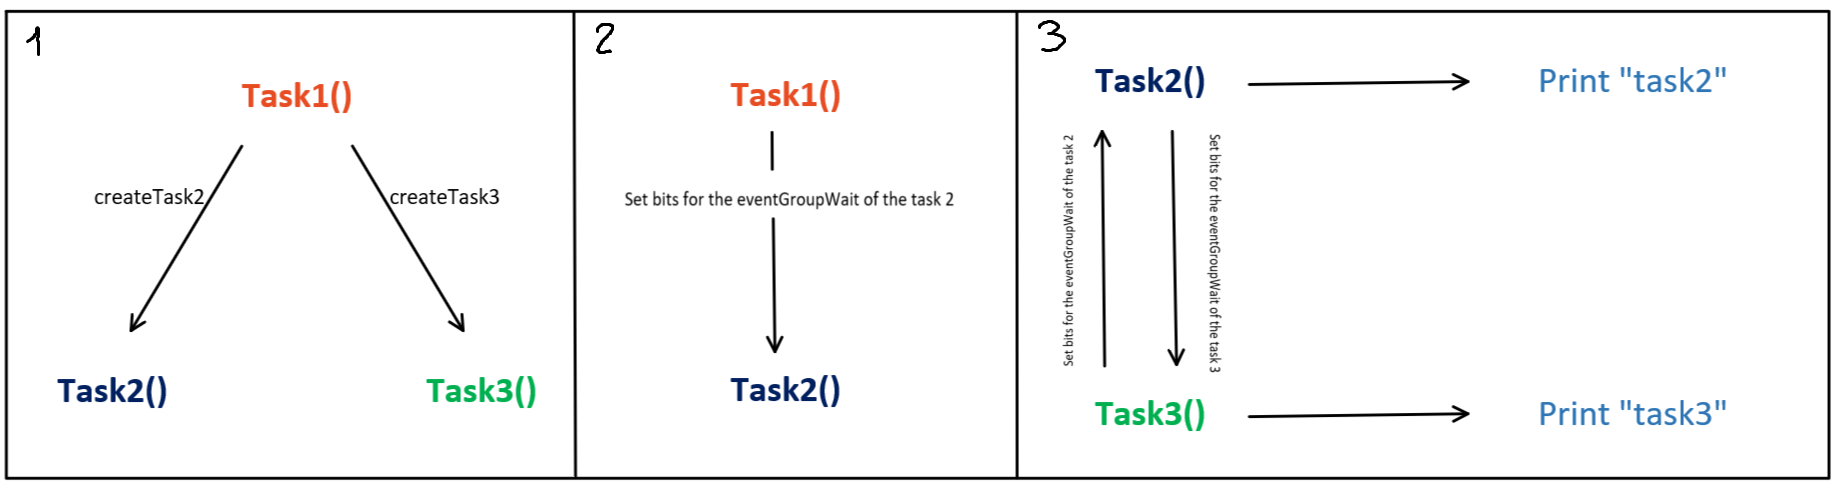 1
Task1()
createTask2
createTask3
Task2()
Task3()
2
Task1()
Set bits for the eventGroupWait of the task 2
Task2()
3
Task2()
Print "task2"
Set bits for the eventGroupWait of the task 2
Set bits for the eventGroupWait of the task 3
Task3()
Print "task3"